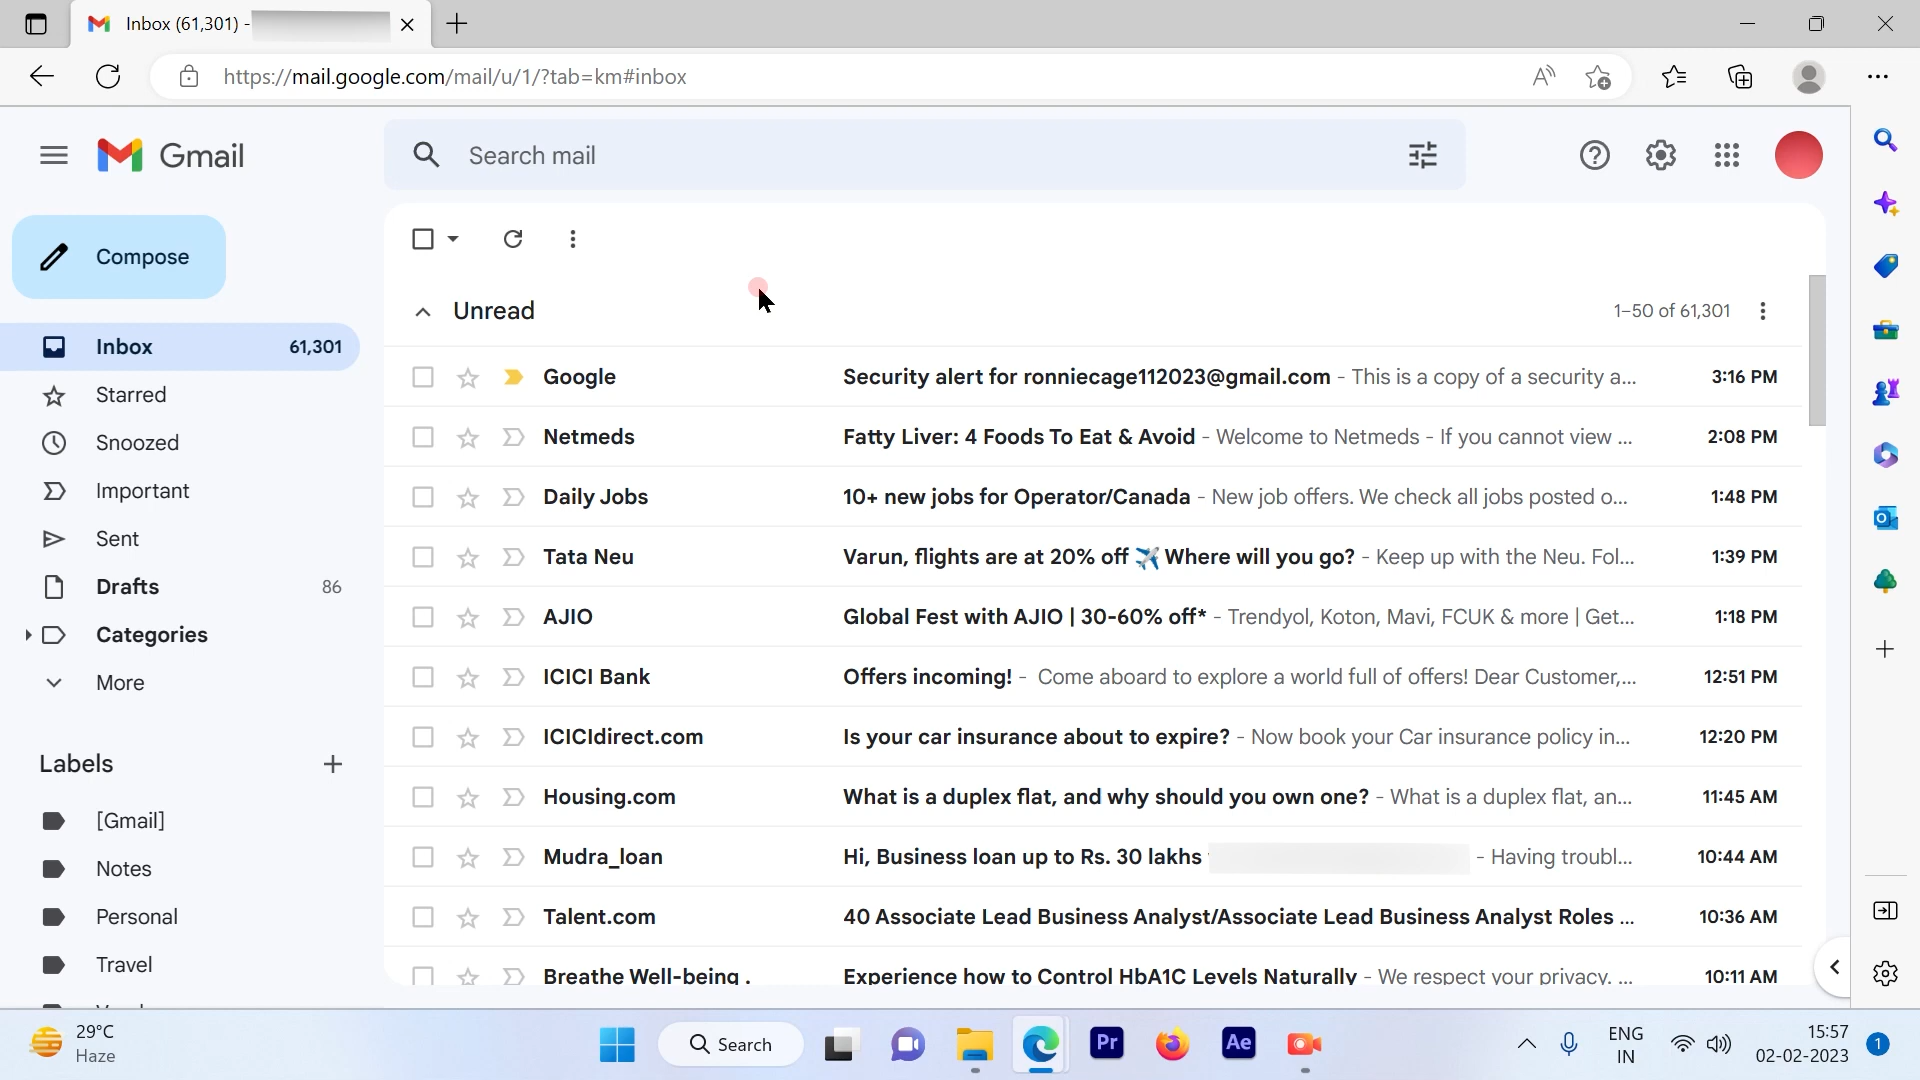 Inbox (61,301) -
https://mail.google.com/mail/u/1/?tab=km#inbox
Gmail
Search mail
Compose
Inbox 61,301
Starred
Snoozed
Important
Sent
Drafts 86
Categories
More
Labels
[Gmail]
Notes
Personal
Travel
Unread 1–50 of 61,301
Google Security alert for ronniecage112023@gmail.com - This is a copy of a security a... 3:16 PM
Netmeds Fatty Liver: 4 Foods To Eat & Avoid - Welcome to Netmeds - If you cannot view ... 2:08 PM
Daily Jobs 10+ new jobs for Operator/Canada - New job offers. We check all jobs posted o... 1:48 PM
Tata Neu Varun, flights are at 20% off ✈️ Where will you go? - Keep up with the Neu. Fol... 1:39 PM
AJIO Global Fest with AJIO | 30-60% off* - Trendyol, Koton, Mavi, FCUK & more | Get... 1:18 PM
ICICI Bank Offers incoming! - Come aboard to explore a world full of offers! Dear Customer,... 12:51 PM
ICICIdirect.com Is your car insurance about to expire? - Now book your Car insurance policy in... 12:20 PM
Housing.com What is a duplex flat, and why should you own one? - What is a duplex flat, an... 11:45 AM
Mudra_loan Hi, Business loan up to Rs. 30 lakhs - Having troubl... 10:44 AM
Talent.com 40 Associate Lead Business Analyst/Associate Lead Business Analyst Roles ... 10:36 AM
Breathe Well-being . Experience how to Control HbA1C Levels Naturally - We respect your privacy. ... 10:11 AM
29°C
Haze
Search
Pr
Ae
ENG
IN
15:57
02-02-2023
1